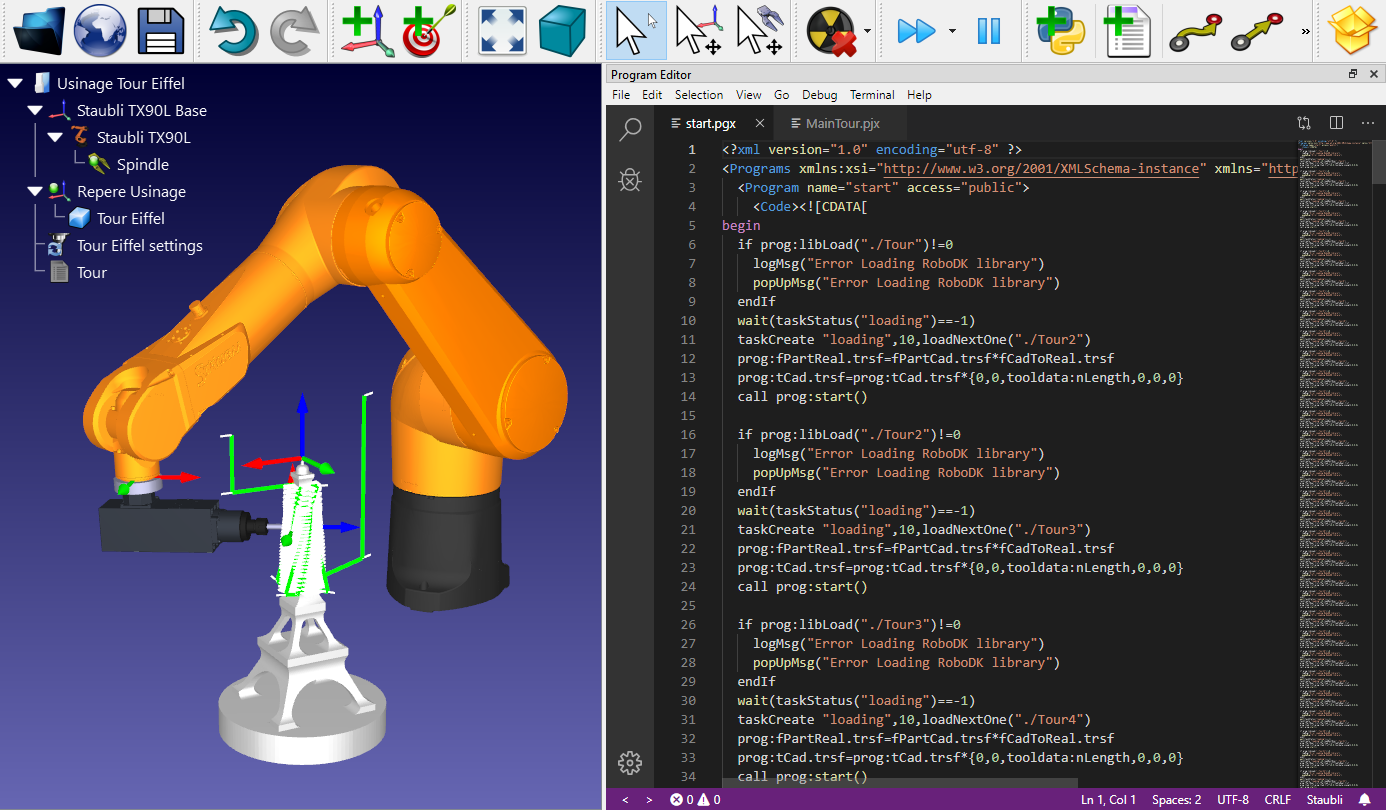 Usinage Tour Eiffel
Staubli TX90L Base
Staubli TX90L
Spindle
Repere Usinage
Tour Eiffel
Tour Eiffel settings
Tour
Program Editor
File Edit Selection View Go Debug Terminal Help
start.pgx MainTour.pjx
1 <?xml version="1.0" encoding="utf-8" ?>
2 <Programs xmlns:xsi="http://www.w3.org/2001/XMLSchema-instance" xmlns="http
3 <Program name="start" access="public">
4 <Code><![CDATA[
5 begin
6 if prog:libLoad("./Tour")!=0
7 logMsg("Error Loading RoboDK library")
8 popUpMsg("Error Loading RoboDK library")
9 endIf
10 wait(taskStatus("loading")==-1)
11 taskCreate "loading",10,loadNextOne("./Tour2")
12 prog:fPartReal.trsf=fPartCad.trsf*fCadToReal.trsf
13 prog:tCad.trsf=prog:tCad.trsf*{0,0,tooldata:nLength,0,0,0}
14 call prog:start()
15
16 if prog:libLoad("./Tour2")!=0
17 logMsg("Error Loading RoboDK library")
18 popUpMsg("Error Loading RoboDK library")
19 endIf
20 wait(taskStatus("loading")==-1)
21 taskCreate "loading",10,loadNextOne("./Tour3")
22 prog:fPartReal.trsf=fPartCad.trsf*fCadToReal.trsf
23 prog:tCad.trsf=prog:tCad.trsf*{0,0,tooldata:nLength,0,0,0}
24 call prog:start()
25
26 if prog:libLoad("./Tour3")!=0
27 logMsg("Error Loading RoboDK library")
28 popUpMsg("Error Loading RoboDK library")
29 endIf
30 wait(taskStatus("loading")==-1)
31 taskCreate "loading",10,loadNextOne("./Tour4")
32 prog:fPartReal.trsf=fPartCad.trsf*fCadToReal.trsf
33 prog:tCad.trsf=prog:tCad.trsf*{0,0,tooldata:nLength,0,0,0}
34 call prog:start()
0 0 Ln 1, Col 1 Spaces: 2 UTF-8 CRLF Staubli